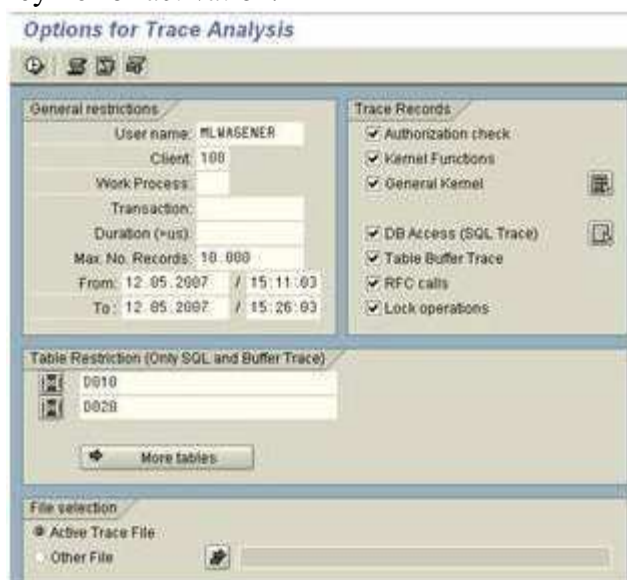 Options for Trace Analysis
General restrictions
User name: MLWAGENER
Client 100
Work Process:
Transaction:
Duration (>us):
Max. No. Records: 10.000
From: 12.05.2007 / 15:11:03
To: 12.05.2007 / 15:26:03
Trace Records
Authorization check
Kernel Functions
General Kernel
DB Access (SQL Trace)
Table Buffer Trace
RFC calls
Lock operations
Table Restriction (Only SQL and Buffer Trace)
D010
D020
More tables
File selection
Active Trace File
Other File